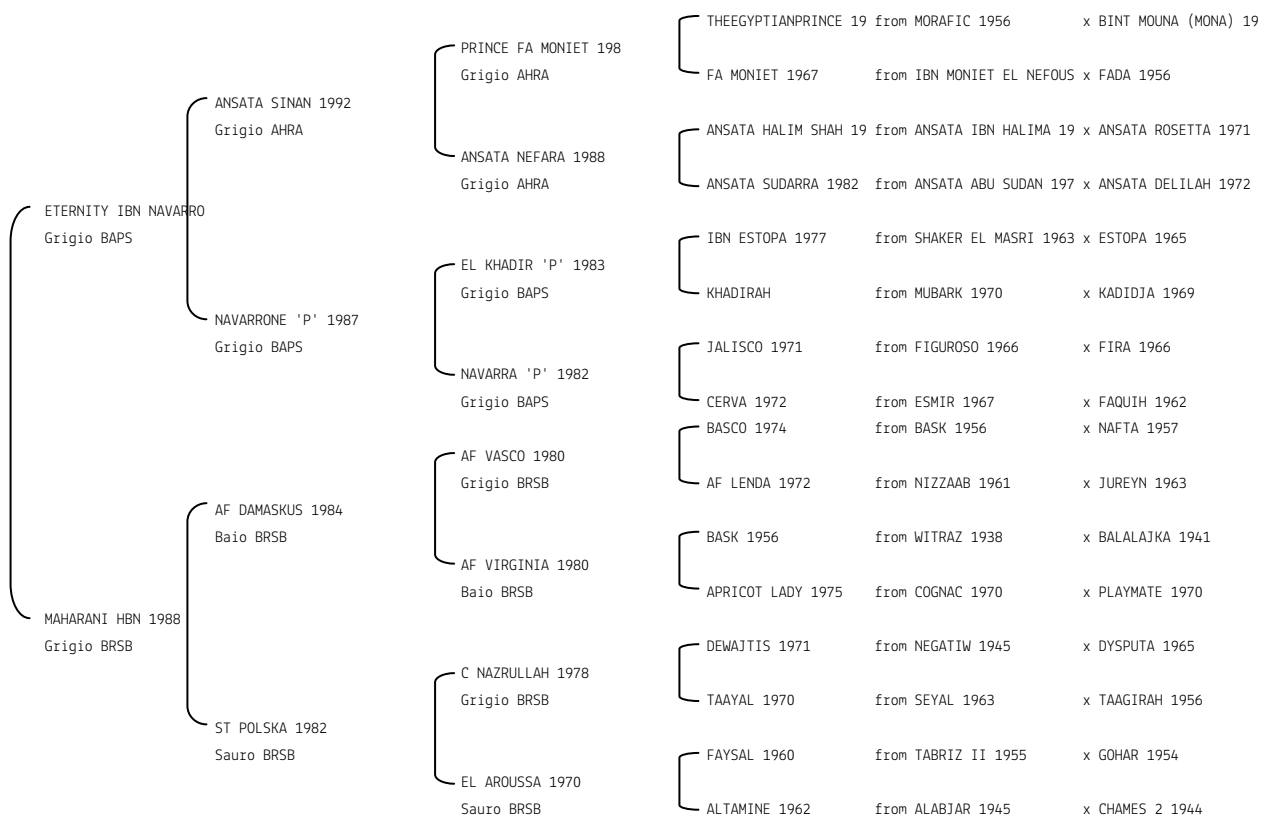 THEEGYPTIANPRINCE 19 from MORAFIC 1956 x BINT MOUNA (MONA) 19
PRINCE FA MONIET 198
Grigio AHRA
FA MONIET 1967 from IBN MONIET EL NEFOUS x FADA 1956
ANSATA SINAN 1992
Grigio AHRA
ANSATA HALIM SHAH 19 from ANSATA IBN HALIMA 19 x ANSATA ROSETTA 1971
ANSATA NEFARA 1988
Grigio AHRA
ANSATA SUDARRA 1982 from ANSATA ABU SUDAN 197 x ANSATA DELILAH 1972
ETERNITY IBN NAVARRO
Grigio BAPS
IBN ESTOPA 1977 from SHAKER EL MASRI 1963 x ESTOPA 1965
EL KHADIR 'P' 1983
Grigio BAPS
KHADIRAH from MUBARK 1970 x KADIDJA 1969
NAVARRONE 'P' 1987
Grigio BAPS
JALISCO 1971 from FIGUROSO 1966 x FIRA 1966
NAVARRA 'P' 1982
Grigio BAPS
CERVA 1972 from ESMIR 1967 x FAQUIH 1962
BASCO 1974 from BASK 1956 x NAFTA 1957
AF VASCO 1980
Grigio BRSB
AF LENDA 1972 from NIZZAAB 1961 x JUREYN 1963
AF DAMASKUS 1984
Baio BRSB
BASK 1956 from WITRAZ 1938 x BALALAJKA 1941
AF VIRGINIA 1980
Baio BRSB
APRICOT LADY 1975 from COGNAC 1970 x PLAYMATE 1970
MAHARANI HBN 1988
Grigio BRSB
DEWAJTIS 1971 from NEGATIW 1945 x DYSPUTA 1965
C NAZRULLAH 1978
Grigio BRSB
TAAYAL 1970 from SEYAL 1963 x TAAGIRAH 1956
ST POLSKA 1982
Sauro BRSB
FAYSAL 1960 from TABRIZ II 1955 x GOHAR 1954
EL AROUSSA 1970
Sauro BRSB
ALTAMINE 1962 from ALABJAR 1945 x CHAMES 2 1944